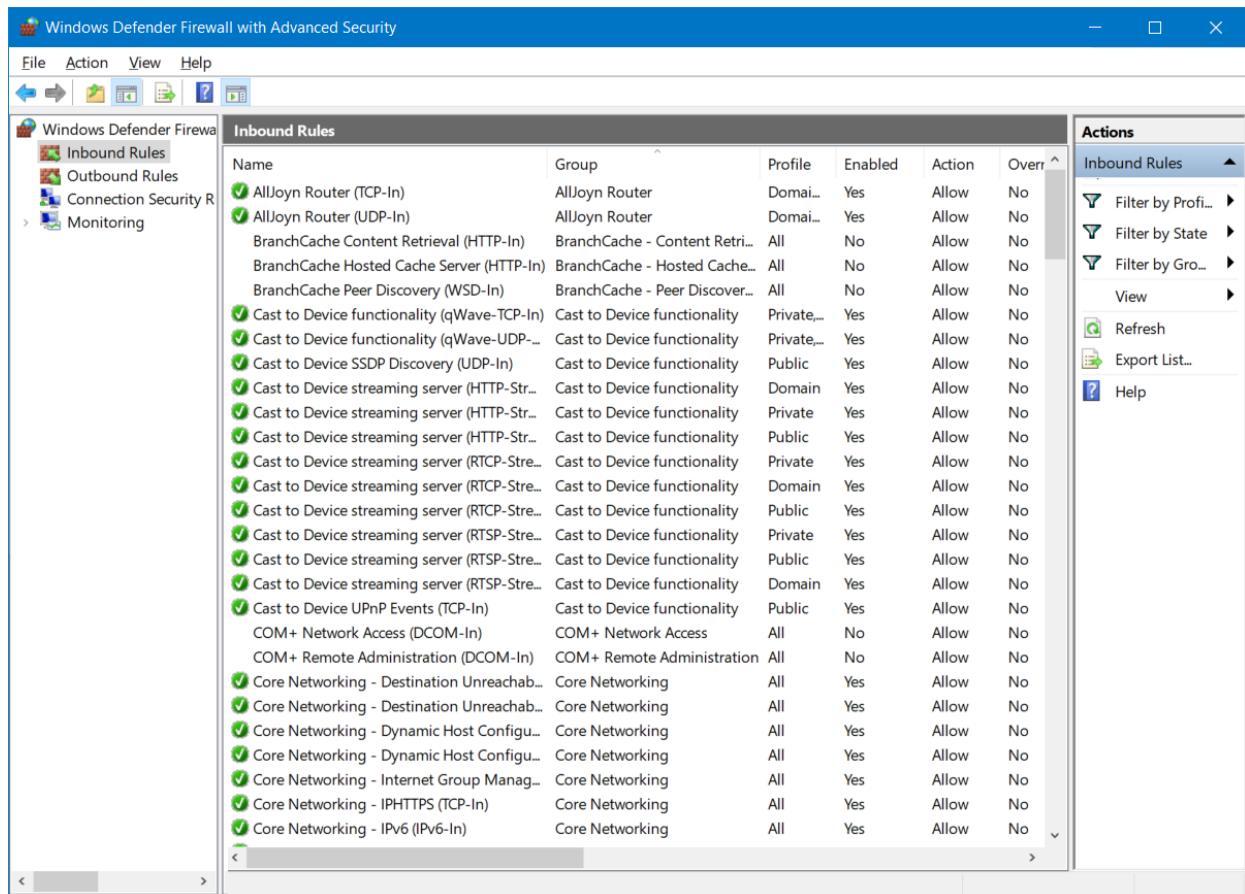 Windows Defender Firewall with Advanced Security
File Action View Help
Windows Defender Firewa
Inbound Rules
Outbound Rules
Connection Security R
Monitoring
Inbound Rules
Name Group Profile Enabled Action Overr
AllJoyn Router (TCP-In) AllJoyn Router Domai... Yes Allow No
AllJoyn Router (UDP-In) AllJoyn Router Domai... Yes Allow No
BranchCache Content Retrieval (HTTP-In) BranchCache - Content Retri... All No Allow No
BranchCache Hosted Cache Server (HTTP-In) BranchCache - Hosted Cache... All No Allow No
BranchCache Peer Discovery (WSD-In) BranchCache - Peer Discover... All No Allow No
Cast to Device functionality (qWave-TCP-In) Cast to Device functionality Private,... Yes Allow No
Cast to Device functionality (qWave-UDP-... Cast to Device functionality Private,... Yes Allow No
Cast to Device SSDP Discovery (UDP-In) Cast to Device functionality Public Yes Allow No
Cast to Device streaming server (HTTP-Str... Cast to Device functionality Domain Yes Allow No
Cast to Device streaming server (HTTP-Str... Cast to Device functionality Private Yes Allow No
Cast to Device streaming server (HTTP-Str... Cast to Device functionality Public Yes Allow No
Cast to Device streaming server (RTCP-Stre... Cast to Device functionality Private Yes Allow No
Cast to Device streaming server (RTCP-Stre... Cast to Device functionality Domain Yes Allow No
Cast to Device streaming server (RTCP-Stre... Cast to Device functionality Public Yes Allow No
Cast to Device streaming server (RTSP-Stre... Cast to Device functionality Private Yes Allow No
Cast to Device streaming server (RTSP-Stre... Cast to Device functionality Public Yes Allow No
Cast to Device streaming server (RTSP-Stre... Cast to Device functionality Domain Yes Allow No
Cast to Device UPnP Events (TCP-In) Cast to Device functionality Public Yes Allow No
COM+ Network Access (DCOM-In) COM+ Network Access All No Allow No
COM+ Remote Administration (DCOM-In) COM+ Remote Administration All No Allow No
Core Networking - Destination Unreachab... Core Networking All Yes Allow No
Core Networking - Destination Unreachab... Core Networking All Yes Allow No
Core Networking - Dynamic Host Configu... Core Networking All Yes Allow No
Core Networking - Dynamic Host Configu... Core Networking All Yes Allow No
Core Networking - Internet Group Manag... Core Networking All Yes Allow No
Core Networking - IPHTTPS (TCP-In) Core Networking All Yes Allow No
Core Networking - IPv6 (IPv6-In) Core Networking All Yes Allow No
Actions
Inbound Rules
Filter by Profi...
Filter by State
Filter by Gro...
View
Refresh
Export List...
Help